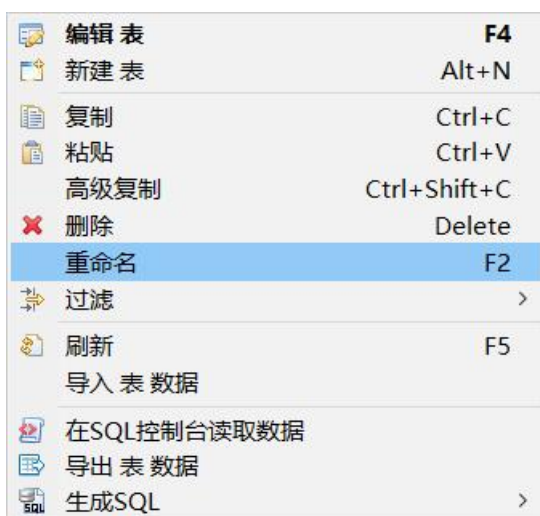 编辑 表 F4
新建 表 Alt+N
复制 Ctrl+C
粘贴 Ctrl+V
高级复制 Ctrl+Shift+C
删除 Delete
重命名 F2
过滤 >
刷新 F5
导入 表 数据
在SQL控制台读取数据
导出 表 数据
SQL 生成SQL >